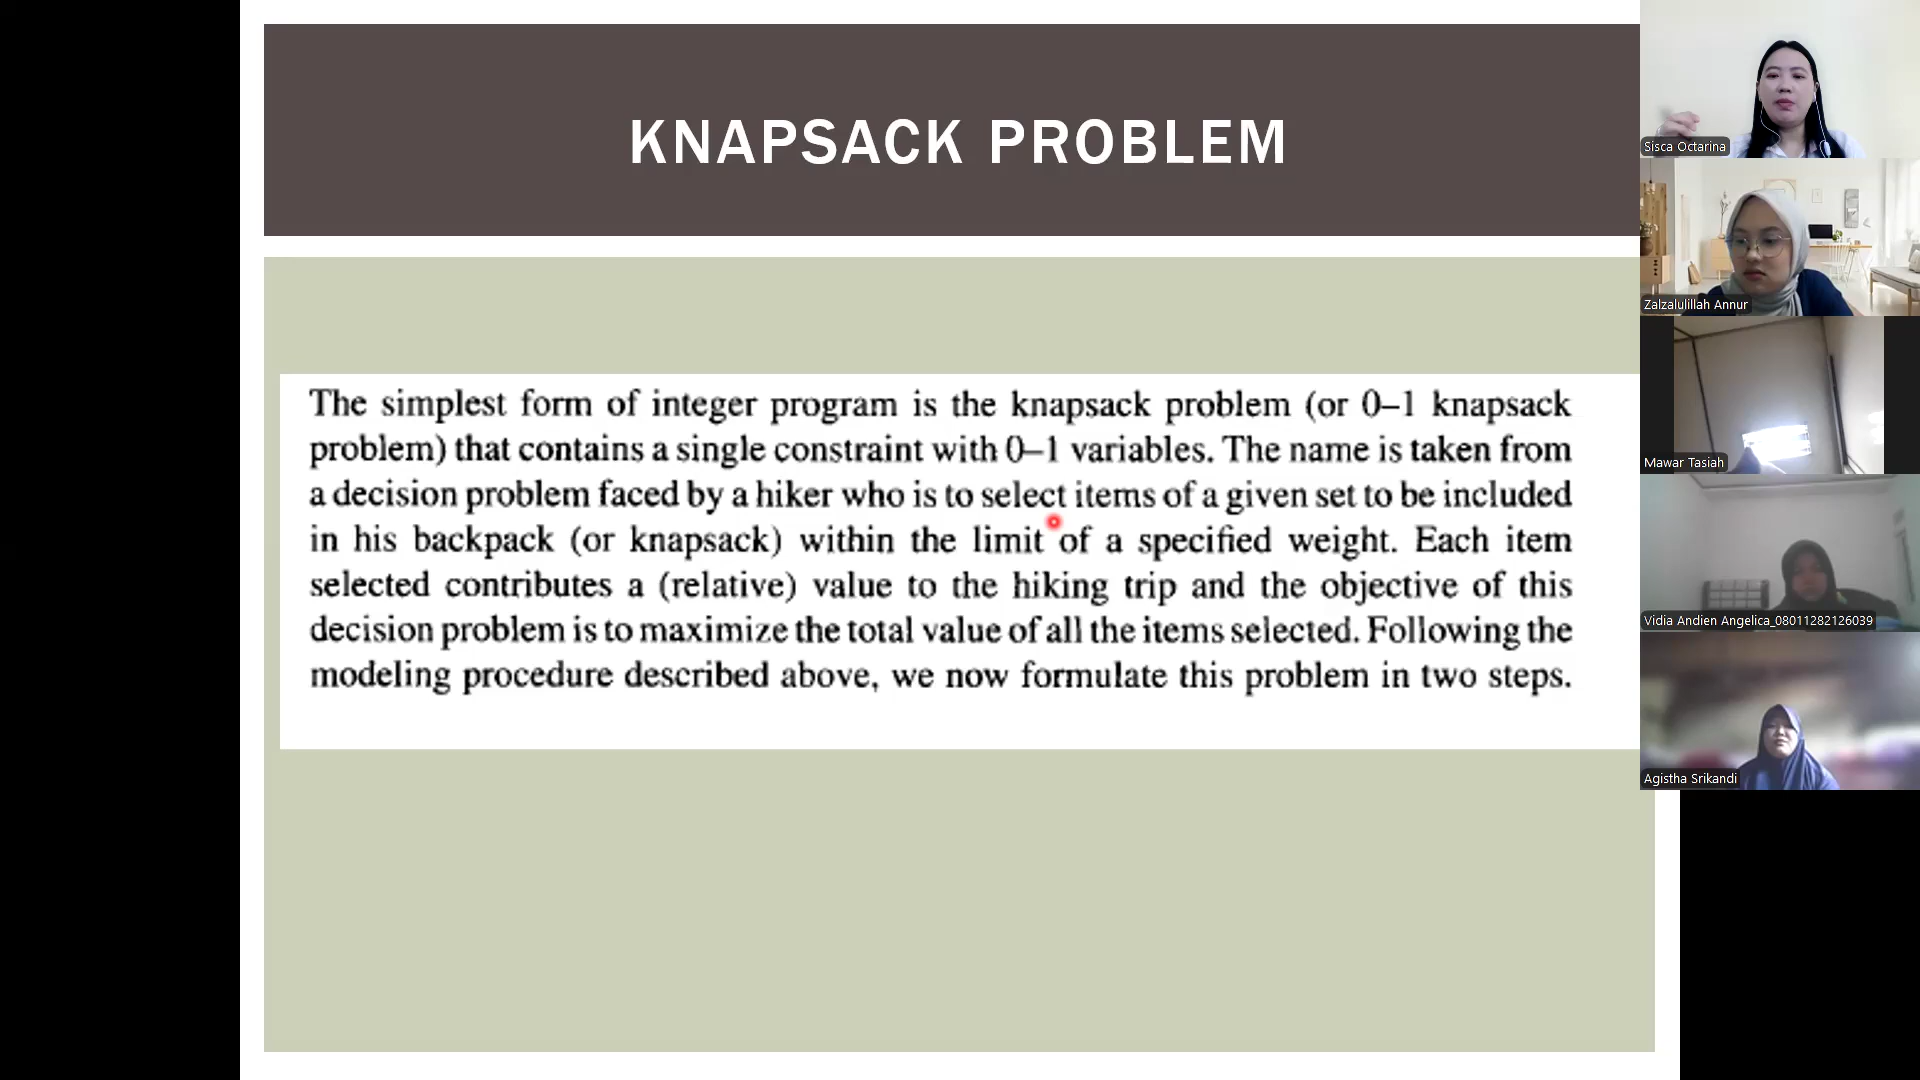 KNAPSACK PROBLEM
The simplest form of integer program is the knapsack problem (or 0–1 knapsack
problem) that contains a single constraint with 0–1 variables. The name is taken from
a decision problem faced by a hiker who is to select items of a given set to be included
in his backpack (or knapsack) within the limit of a specified weight. Each item
selected contributes a (relative) value to the hiking trip and the objective of this
decision problem is to maximize the total value of all the items selected. Following the
modeling procedure described above, we now formulate this problem in two steps.
Sisca Octarina
Zalzalulillah Annur
Mawar Tasiah
Vidia Andien Angelica_08011282126039
Agistha Srikandi